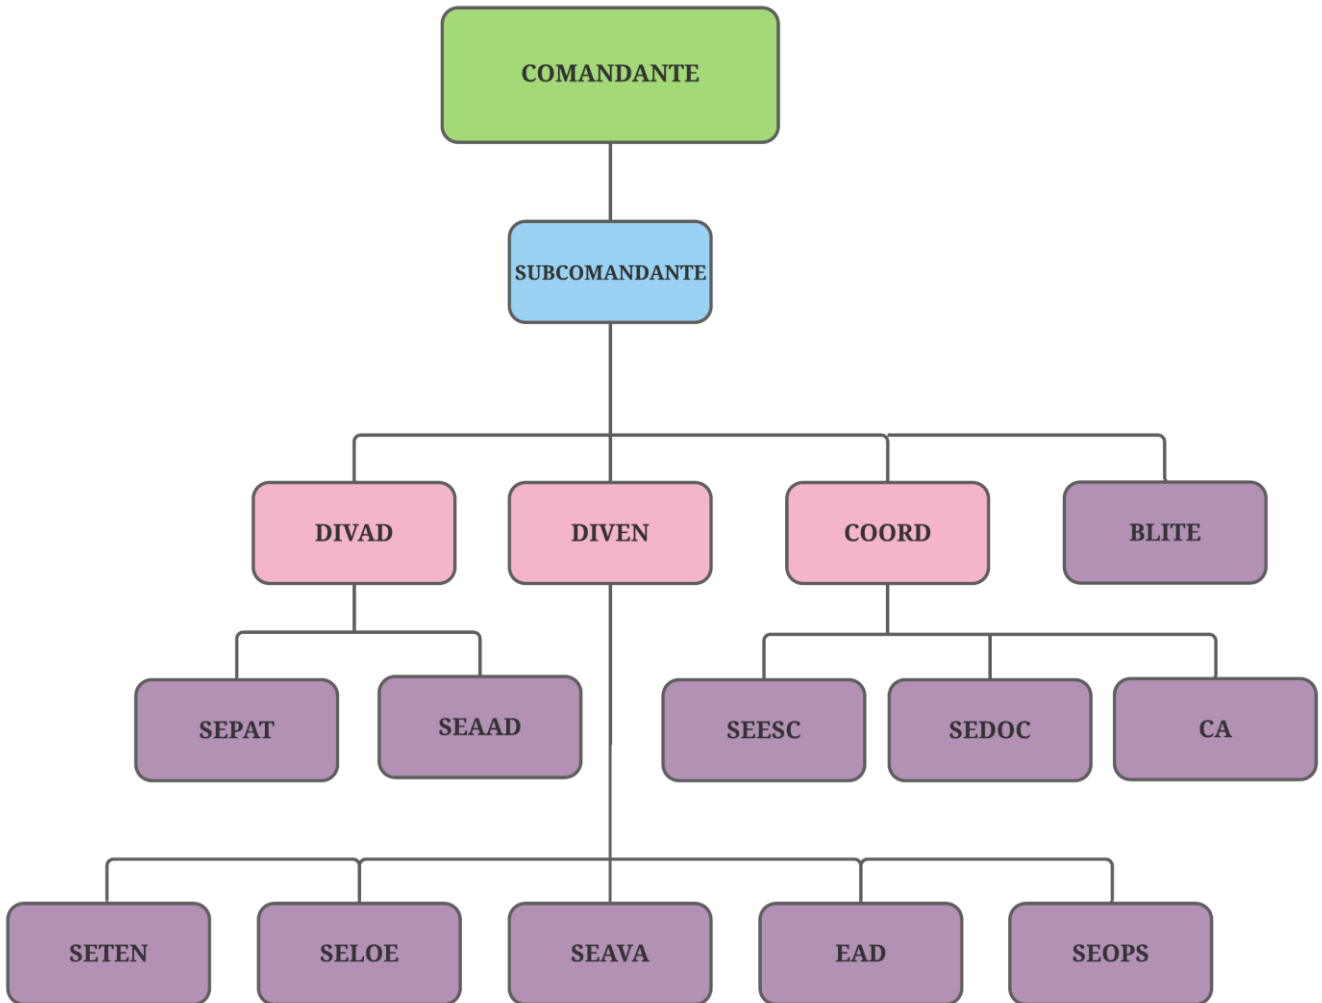 COMANDANTE
SUBCOMANDANTE
DIVAD
DIVEN
COORD
BLITE
SEPAT
SEAAD
SEESC
SEDOC
CA
SETEN
SELOE
SEAVA
EAD
SEOPS